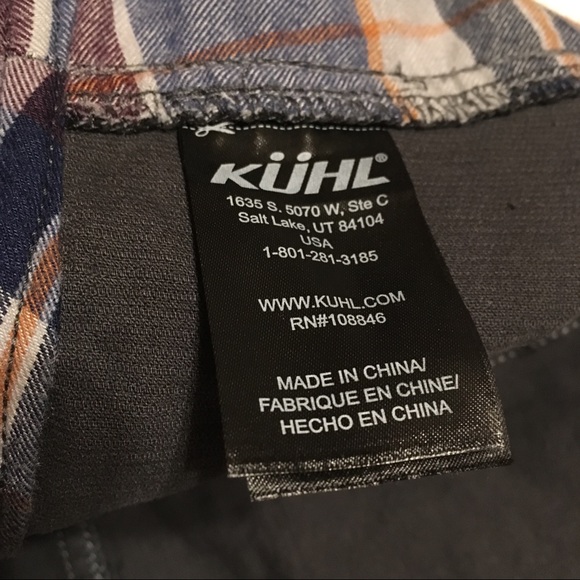 KÜHL®
1635 S. 5070 W, Ste C
Salt Lake, UT 84104
USA
1-801-281-3185
WWW.KUHL.COM
RN#108846
MADE IN CHINA/
FABRIQUE EN CHINE/
HECHO EN CHINA